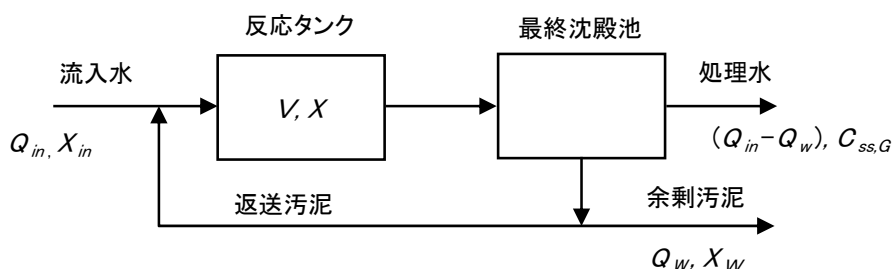 反応タンク
最終沈殿池
流入水
処理水
V, X
Q_in, X_in
(Q_in−Q_w), C_ss,G
返送汚泥
余剰汚泥
Q_W, X_W